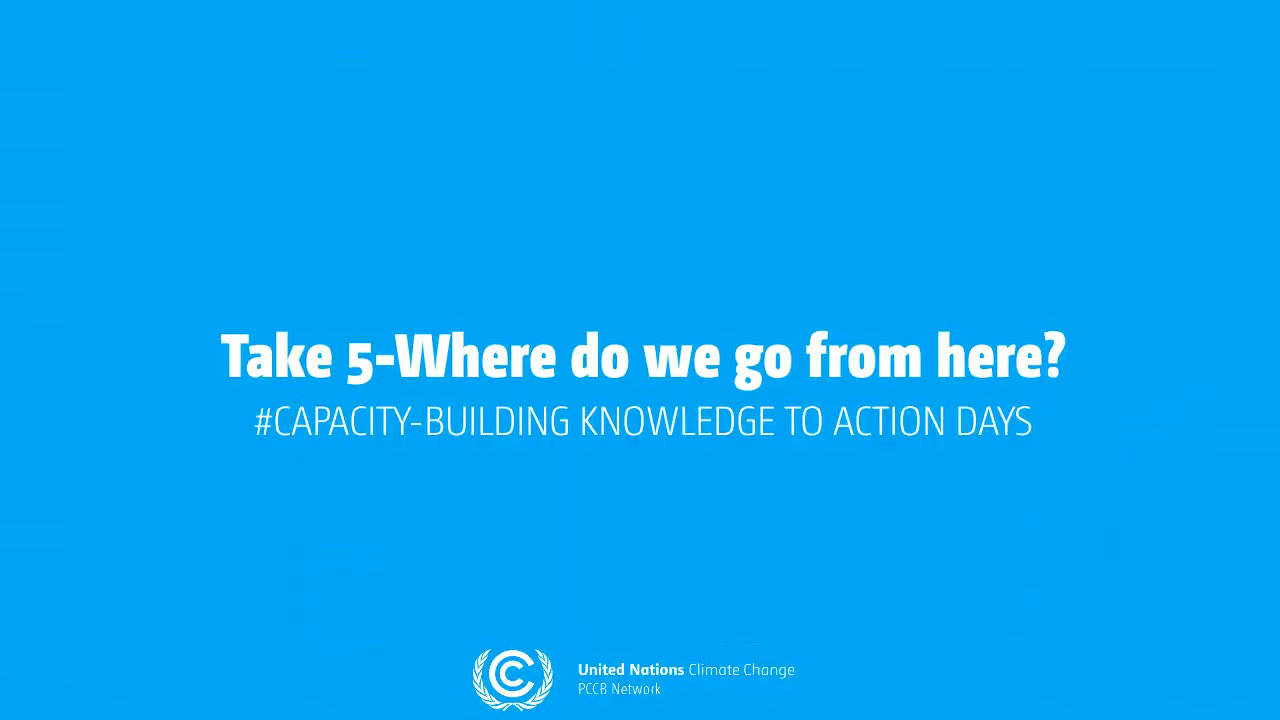 Take 5-Where do we go from here?
#CAPACITY-BUILDING KNOWLEDGE TO ACTION DAYS
United Nations Climate Change
PCCB Network